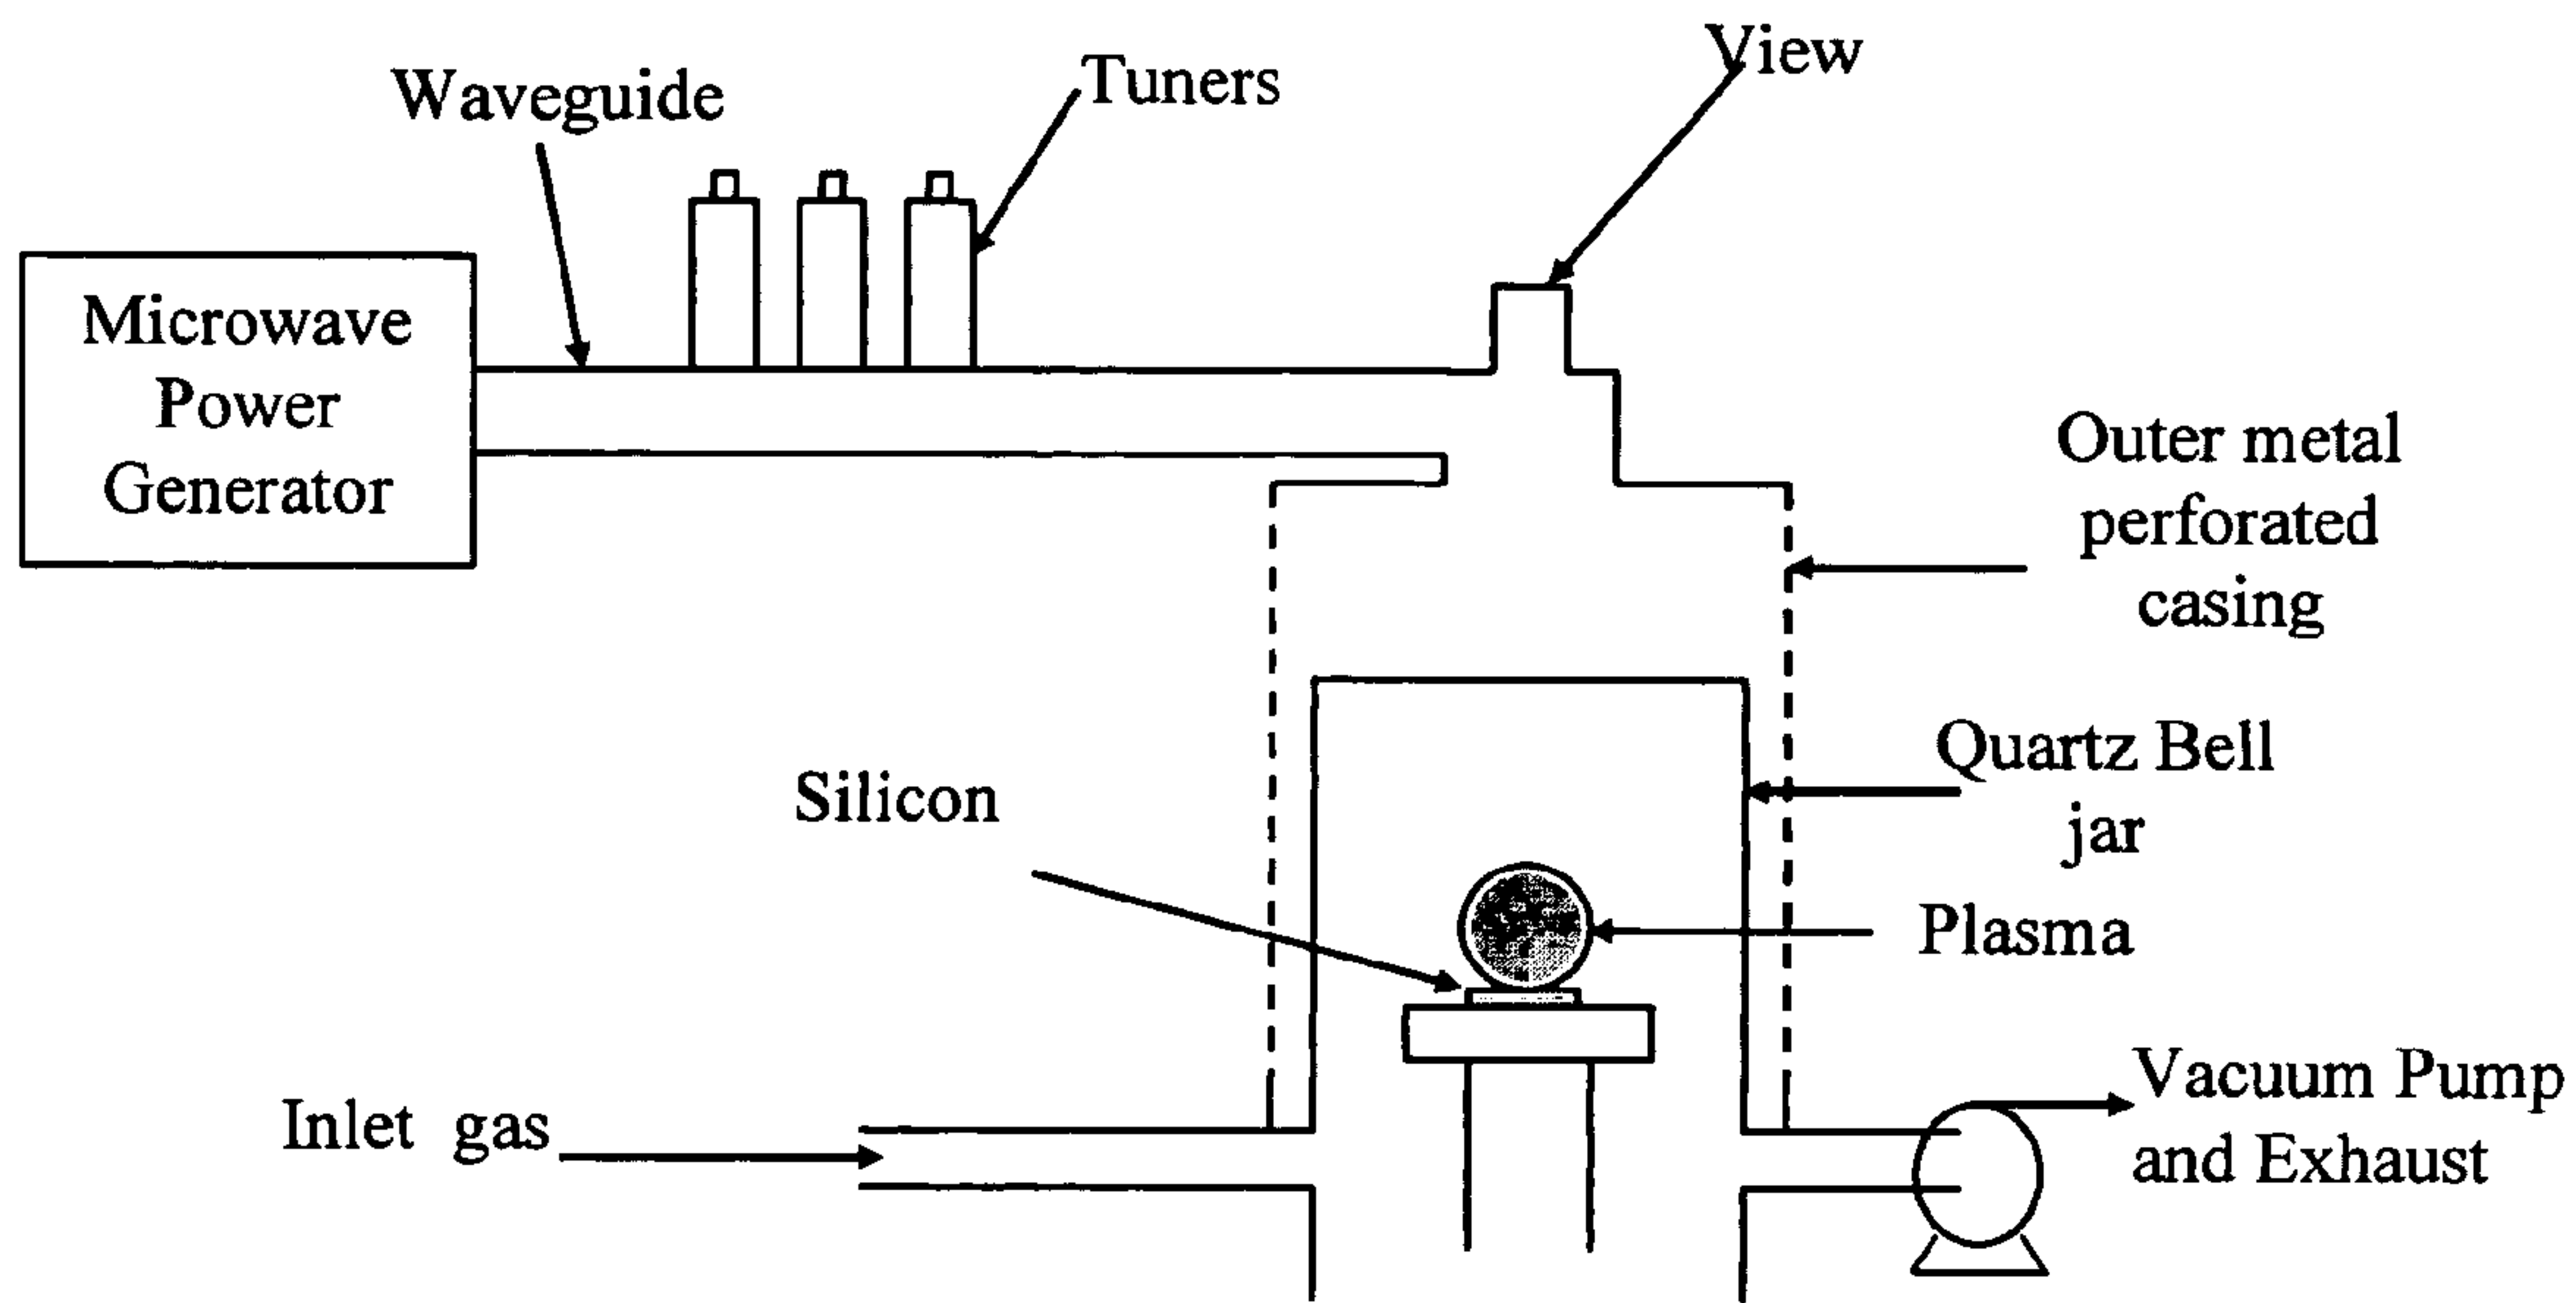 View
Tuners
Waveguide
Microwave
Power
Generator
Outer metal
perforated
casing
Quartz Bell
jar
Silicon
Plasma
Inlet gas
Vacuum Pump
and Exhaust